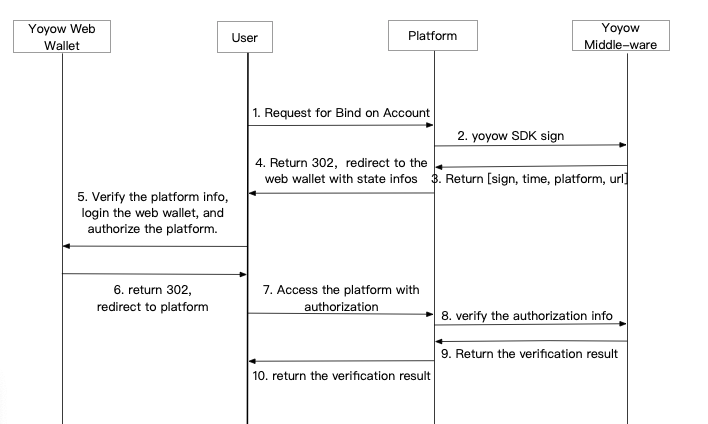 Yoyow Web
Wallet
User
Platform
Yoyow
Middle-ware
1. Request for Bind on Account
2. yoyow SDK sign
3. Return [sign, time, platform, url]
4. Return 302, redirect to the
web wallet with state infos
5. Verify the platform info,
login the web wallet, and
authorize the platform.
6. return 302,
redirect to platform
7. Access the platform with
authorization
8. verify the authorization info
9. Return the verification result
10. return the verification result